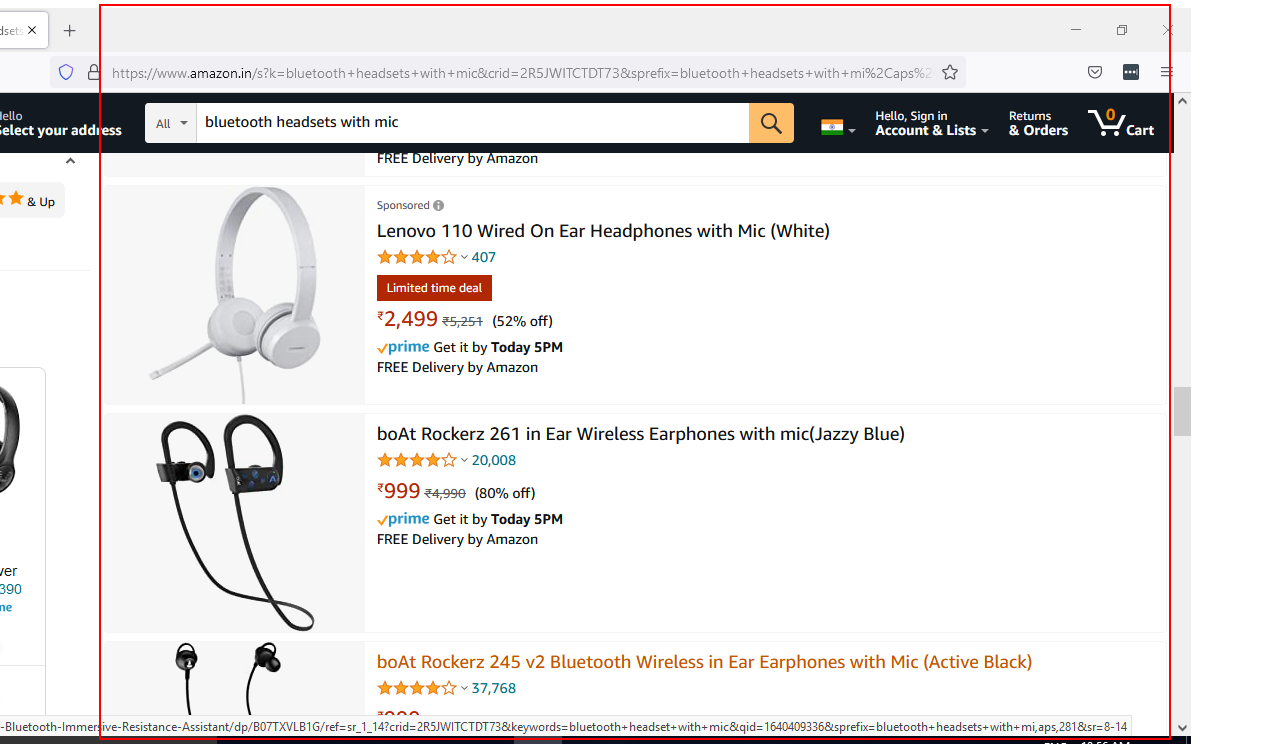 https://www.amazon.in/s?k=bluetooth+headsets+with+mic&crid=2R5JWITCTDT73&sprefix=bluetooth+headsets+with+mi%2Caps%2
Hello, Sign in
Returns
0
Select your address
All
bluetooth headsets with mic
Account & Lists
& Orders
Cart
FREE Delivery by Amazon
& Up
Sponsored
Lenovo 110 Wired On Ear Headphones with Mic (White)
407
Limited time deal
₹2,499 ₹5,251 (52% off)
prime Get it by Today 5PM
FREE Delivery by Amazon
boAt Rockerz 261 in Ear Wireless Earphones with mic(Jazzy Blue)
20,008
₹999 ₹4,990 (80% off)
prime Get it by Today 5PM
FREE Delivery by Amazon
390
boAt Rockerz 245 v2 Bluetooth Wireless in Ear Earphones with Mic (Active Black)
37,768
-Bluetooth-Immersive-Resistance-Assistant/dp/B07TXVLB1G/ref=sr_1_14?crid=2R5JWITCTDT73&keywords=bluetooth+headset+with+mic&qid=1640409336&sprefix=bluetooth+headsets+with+mi,aps,281&sr=8-14